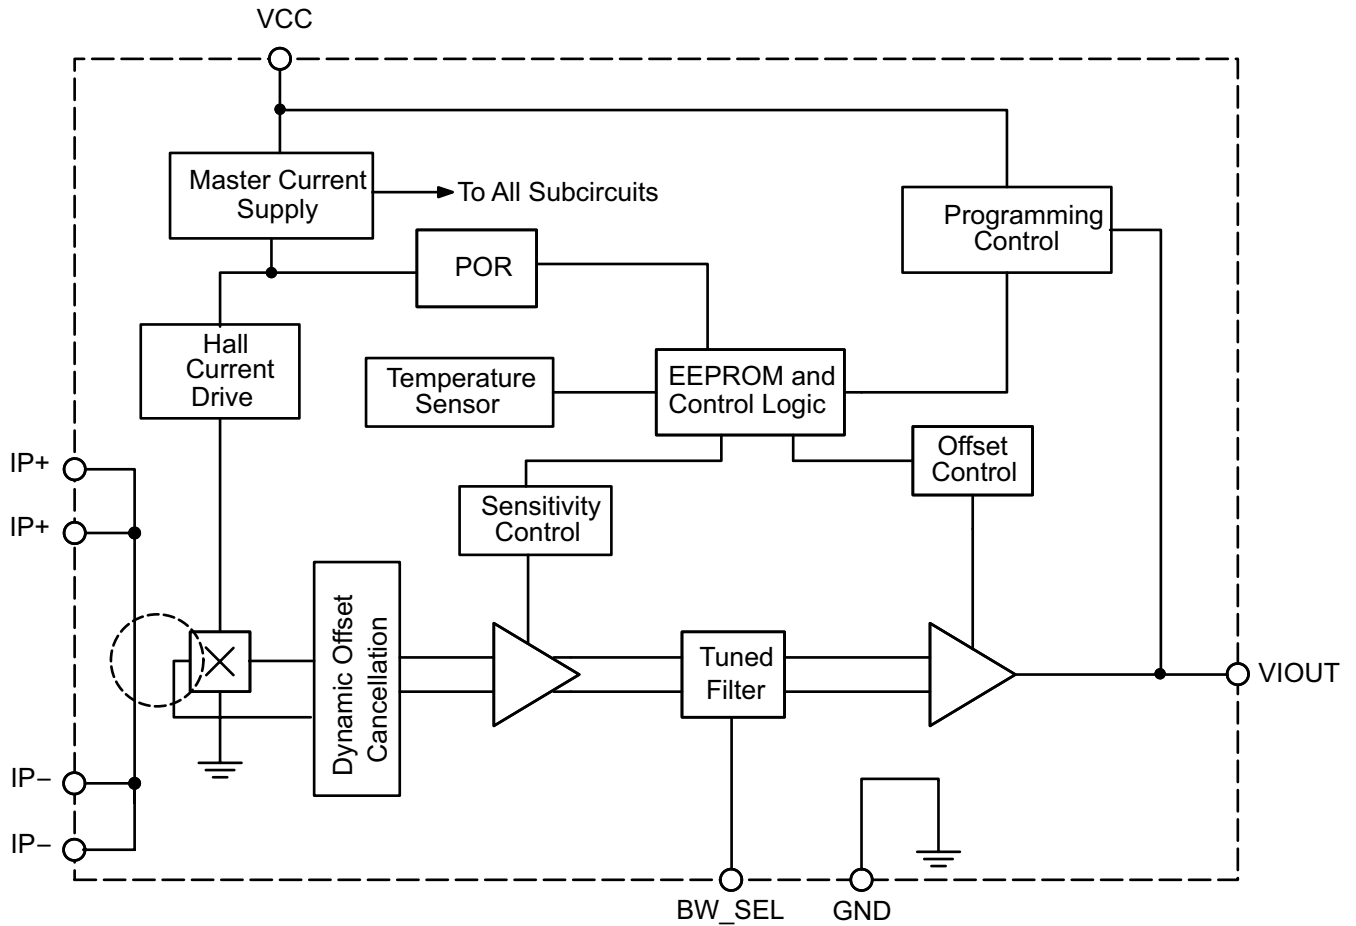 VCC
Master Current
Supply
To All Subcircuits
Programming
Control
POR
Hall
Current
Drive
Temperature
Sensor
EEPROM and
Control Logic
Offset
Control
Sensitivity
Control
IP+
IP+
Dynamic Offset
Cancellation
Tuned
Filter
VIOUT
IP−
IP−
BW_SEL
GND